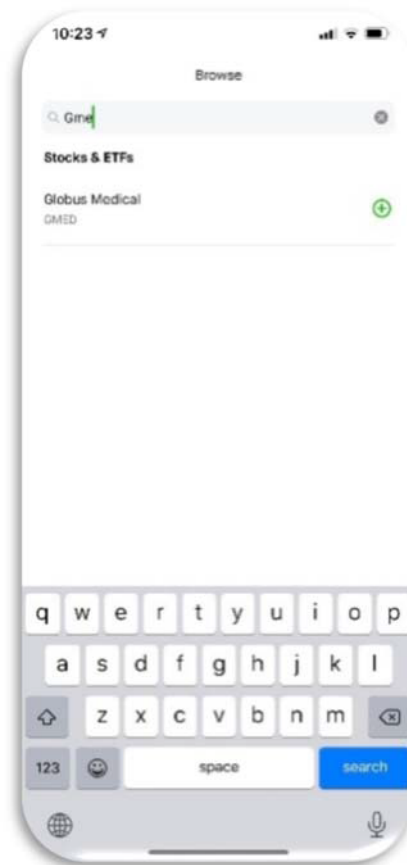 10:23
Browse
Gme
Stocks & ETFs
Globus Medical
GMED
q w e r t y u i o p
a s d f g h j k l
z x c v b n m
123 space search